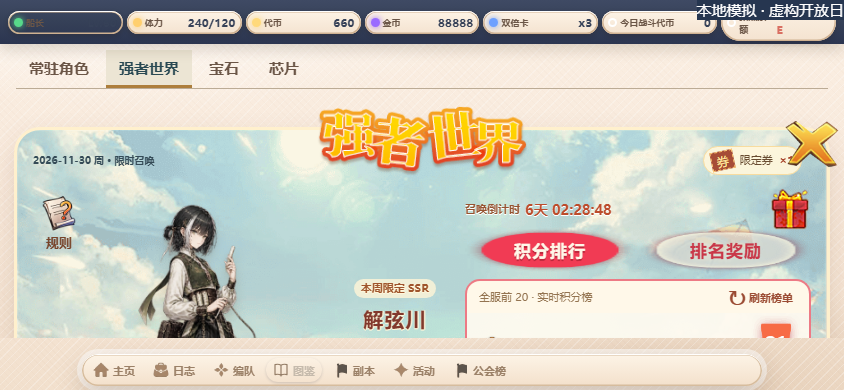 本地模拟 · 虚构开放日
船长
体力 240/120
代币 660
金币 88888
双倍卡 x3
今日战斗代币 0
额 E
常驻角色
强者世界
宝石
芯片
强者世界
2026-11-30 周 • 限时召唤
券 限定券
规则
召唤倒计时 6天 02:28:48
积分排行
排名奖励
本周限定 SSR
解弦川
全服前 20 · 实时积分榜
刷新榜单
主页
日志
编队
图鉴
副本
活动
公会榜